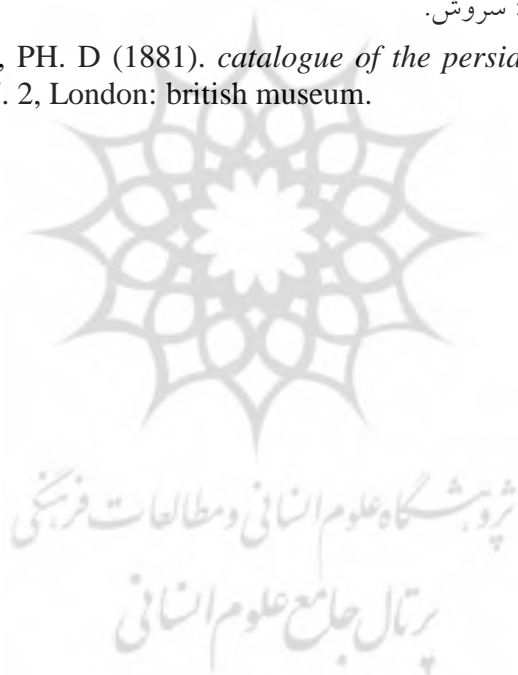 : سروش.
, PH. D (1881). catalogue of the persia
. 2, London: british museum.
پژوهشگاه علوم انسانی و مطالعات فرهنگی
پرتال جامع علوم انسانی